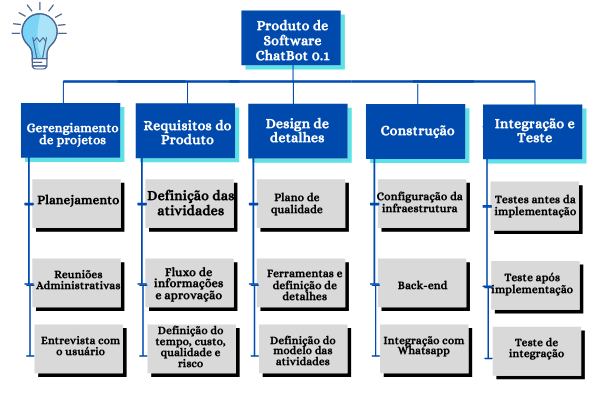 Produto de
Software
ChatBot 0.1
Gerengiamento
de projetos
Requisitos do
Produto
Design de
detalhes
Construção
Integração e
Teste
Planejamento
Definição das
atividades
Plano de
qualidade
Configuração da
infraestrutura
Testes antes da
implementação
Reuniões
Administrativas
Fluxo de
informações
e aprovação
Ferramentas e
definição de
detalhes
Back-end
Teste após
implementação
Entrevista com
o usuário
Definição do
tempo, custo,
qualidade e
risco
Definição do
modelo das
atividades
Integração com
Whatsapp
Teste de
integração